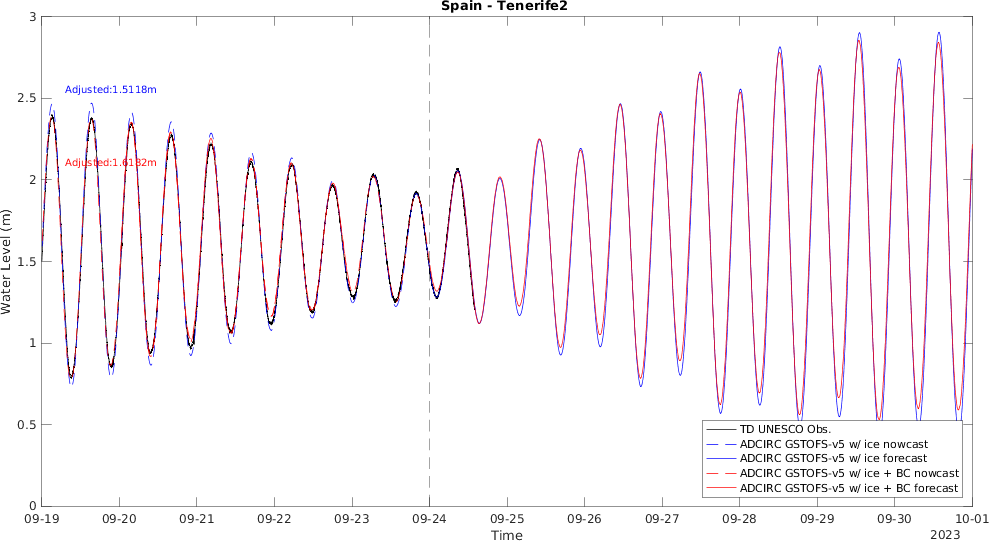 Spain - Tenerife2
3
2.5
2
1.5
1
0.5
0
Water Level (m)
Adjusted:1.5118m
Adjusted:1.6182m
TD UNESCO Obs.
ADCIRC GSTOFS-v5 w/ ice nowcast
ADCIRC GSTOFS-v5 w/ ice forecast
ADCIRC GSTOFS-v5 w/ ice + BC nowcast
ADCIRC GSTOFS-v5 w/ ice + BC forecast
09-19 09-20 09-21 09-22 09-23 09-24 09-25 09-26 09-27 09-28 09-29 09-30 10-01
Time
2023